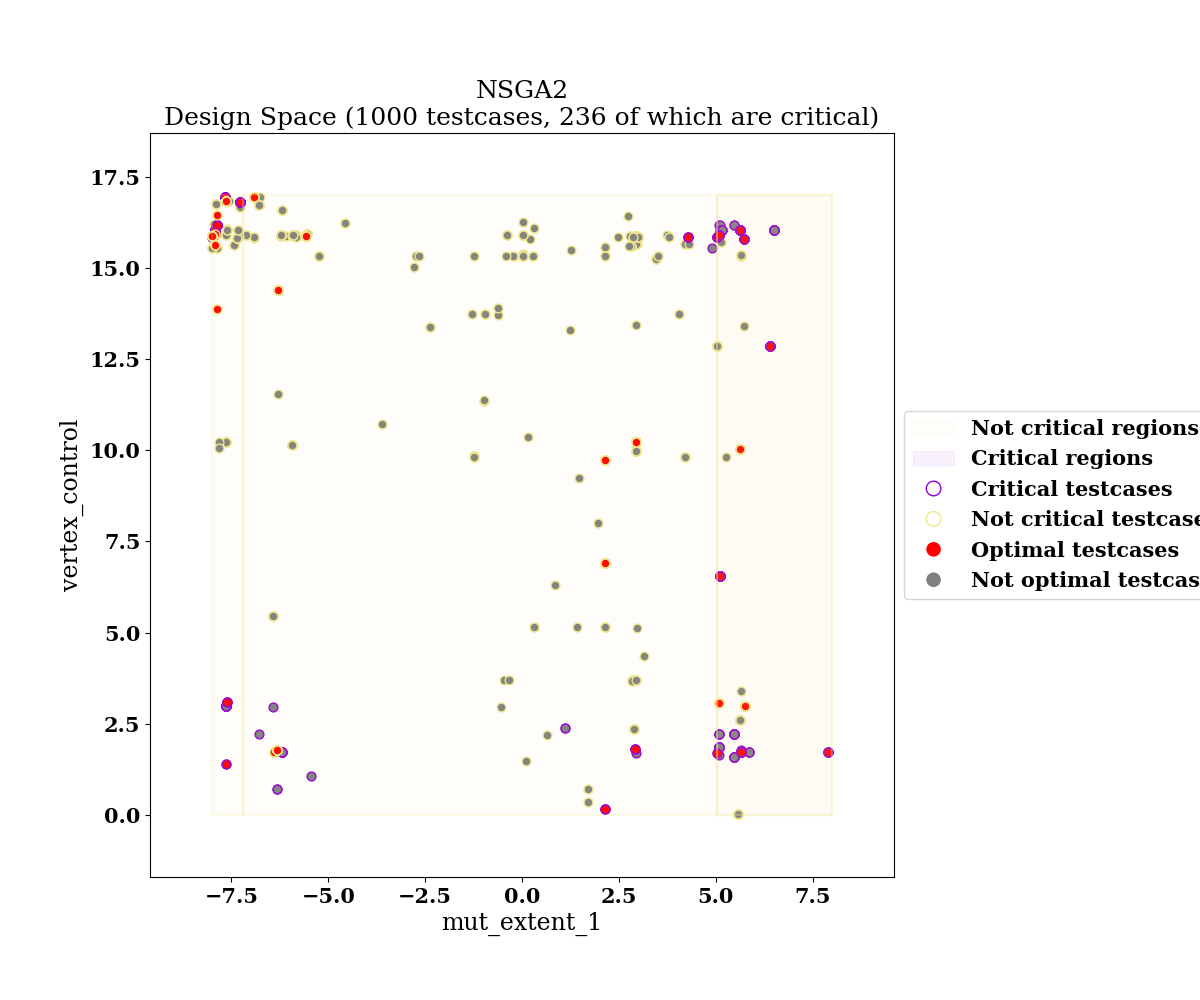 NSGA2
Design Space (1000 testcases, 236 of which are critical)
17.5
15.0
12.5
10.0
7.5
5.0
2.5
0.0
vertex_control
−7.5
−5.0
−2.5
0.0
2.5
5.0
7.5
mut_extent_1
Not critical regions
Critical regions
Critical testcases
Not critical testcase
Optimal testcases
Not optimal testcas